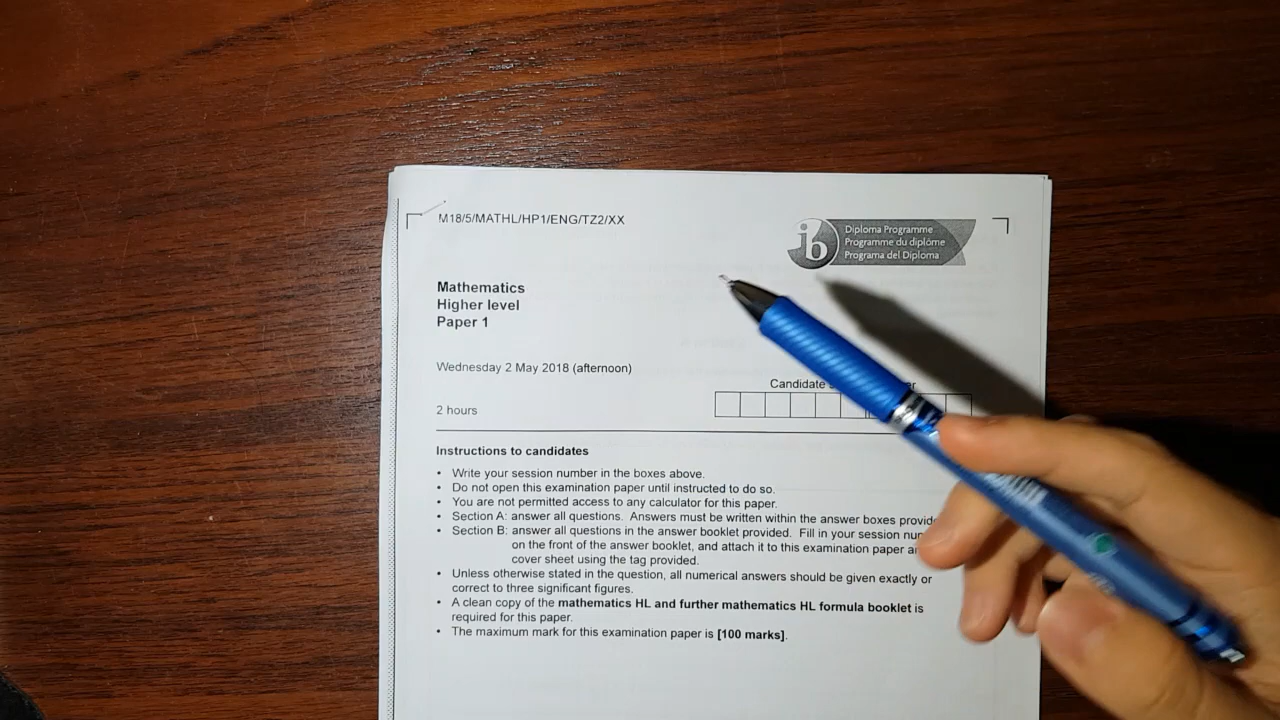 M18/5/MATHL/HP1/ENG/TZ2/XX
ib
Diploma Programme
Programme du diplôme
Programa del Diploma
Mathematics
Higher level
Paper 1
Wednesday 2 May 2018 (afternoon)
Candidate
2 hours
Instructions to candidates
• Write your session number in the boxes above.
• Do not open this examination paper until instructed to do so.
• You are not permitted access to any calculator for this paper.
• Section A: answer all questions. Answers must be written within the answer boxes
• Section B: answer all questions in the answer booklet provided. Fill in your session
on the front of the answer booklet, and attach it to this examination paper
cover sheet using the tag provided.
• Unless otherwise stated in the question, all numerical answers should be given exactly or
correct to three significant figures.
• A clean copy of the mathematics HL and further mathematics HL formula booklet is
required for this paper.
• The maximum mark for this examination paper is [100 marks].